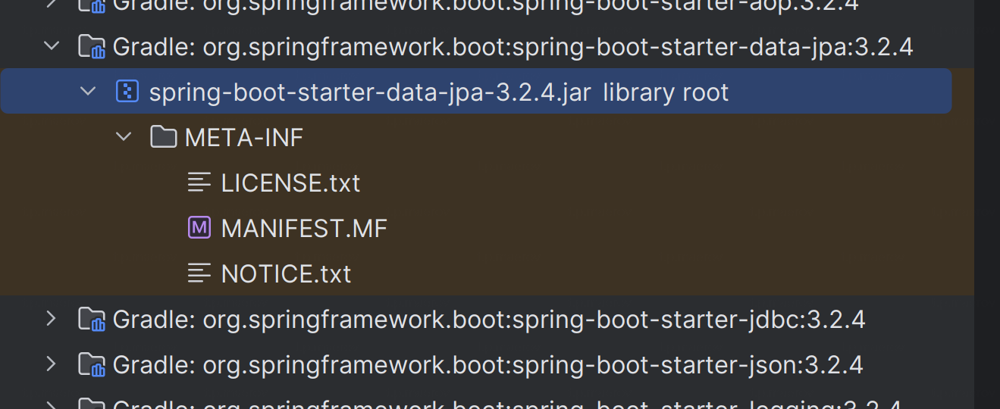 Gradle: org.springframework.boot:spring-boot-starter-aop:3.2.4
Gradle: org.springframework.boot:spring-boot-starter-data-jpa:3.2.4
spring-boot-starter-data-jpa-3.2.4.jar library root
META-INF
LICENSE.txt
MANIFEST.MF
NOTICE.txt
Gradle: org.springframework.boot:spring-boot-starter-jdbc:3.2.4
Gradle: org.springframework.boot:spring-boot-starter-json:3.2.4
Gradle: org.springframework.boot:spring-boot-starter-logging:3.2.4